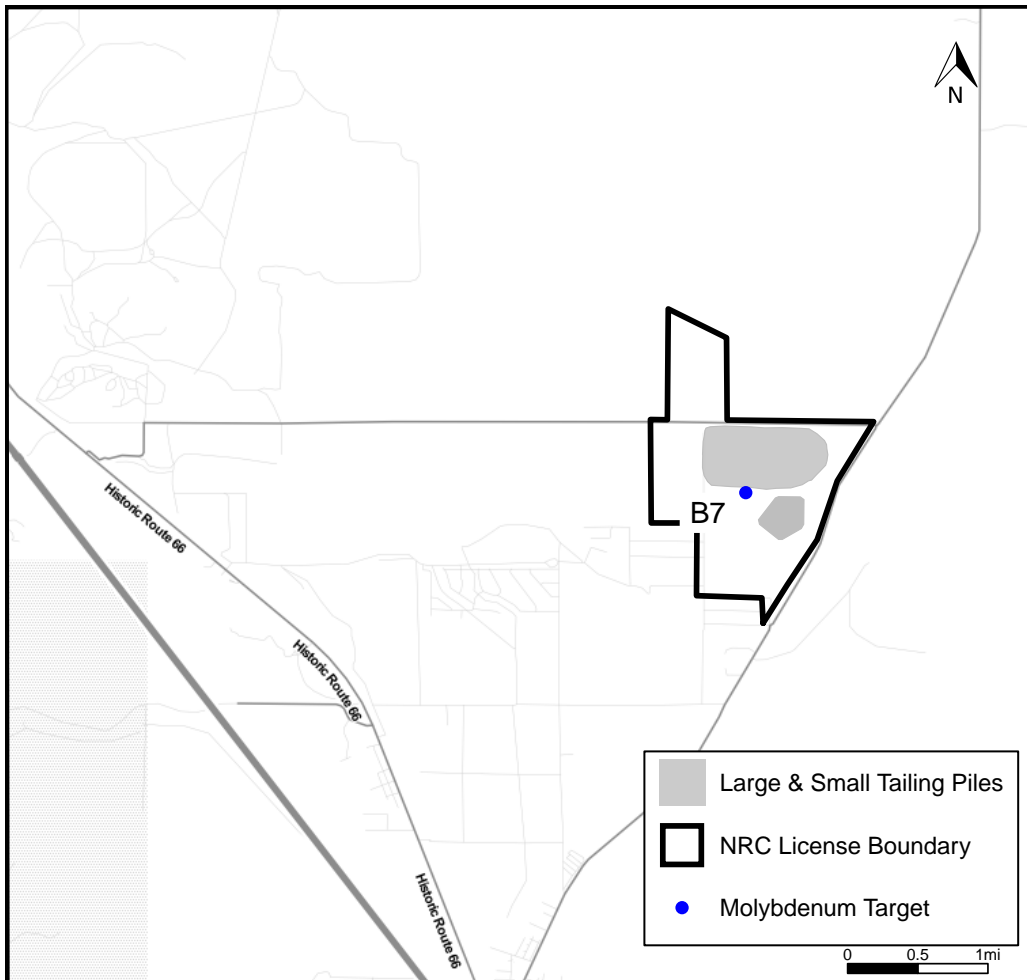 N
Historic Route 66
B7
Historic Route 66
Large & Small Tailing Piles
NRC License Boundary
Historic Route 66
Molybdenum Target
0 0.5 1mi